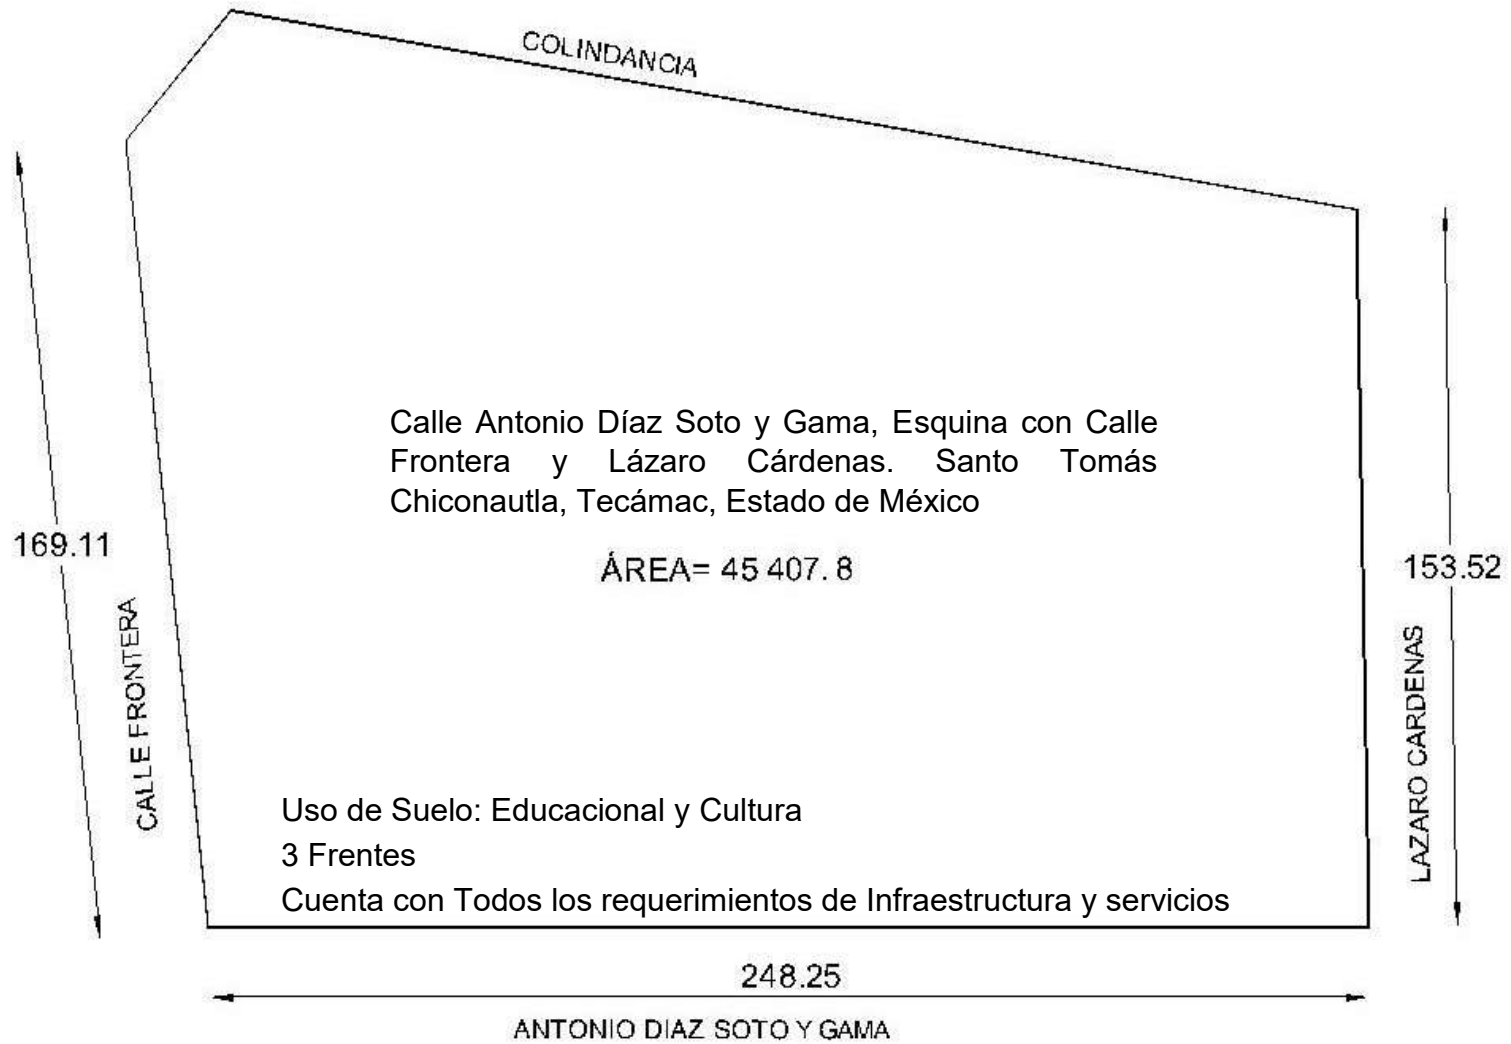 COLINDANCIA
Calle Antonio Díaz Soto y Gama, Esquina con Calle
Frontera y Lázaro Cárdenas. Santo Tomás
Chiconautla, Tecámac, Estado de México
169.11
ÁREA= 45 407. 8
153.52
CALLE FRONTERA
LAZARO CARDENAS
Uso de Suelo: Educacional y Cultura
3 Frentes
Cuenta con Todos los requerimientos de Infraestructura y servicios
248.25
ANTONIO DIAZ SOTO Y GAMA